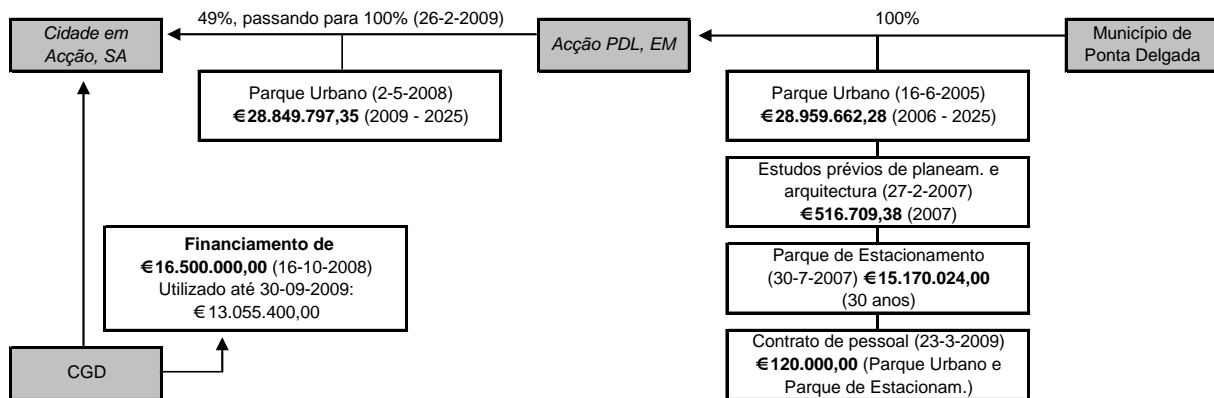 49%, passando para 100% (26-2-2009)
100%
Cidade em
Acção, SA
Acção PDL, EM
Município de
Ponta Delgada
Parque Urbano (2-5-2008)
€28.849.797,35 (2009 - 2025)
Parque Urbano (16-6-2005)
€28.959.662,28 (2006 - 2025)
Estudos prévios de planeam. e
arquitectura (27-2-2007)
€516.709,38 (2007)
Financiamento de
€16.500.000,00 (16-10-2008)
Utilizado até 30-09-2009:
€13.055.400,00
Parque de Estacionamento
(30-7-2007) €15.170.024,00
(30 anos)
CGD
Contrato de pessoal (23-3-2009)
€120.000,00 (Parque Urbano e
Parque de Estacionam.)